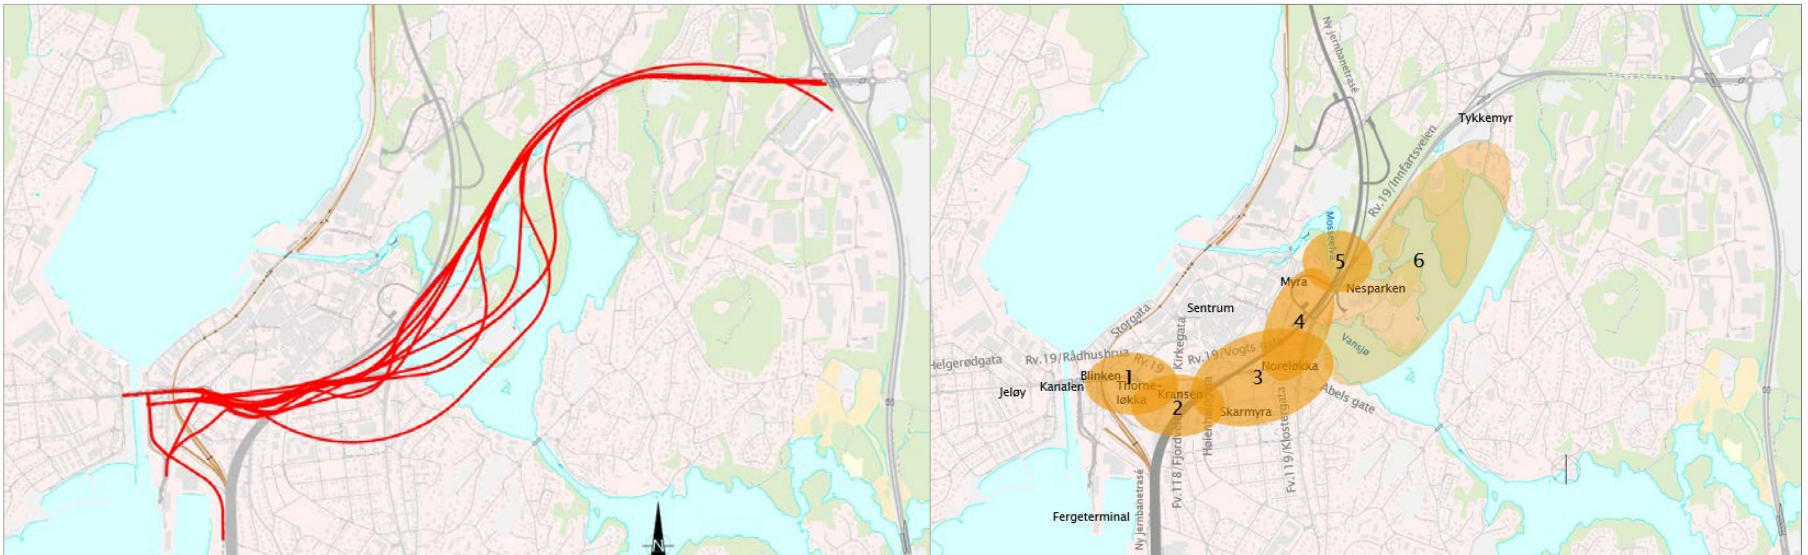 N
Ny jernbanetrasé
Tykkemyr
Rv.19/Innfartsveien
Mosseelva
5
6
Myra
Nesparken
Sentrum
Storgata
4
Vansjø
Kirkegata
Helgerødgata
Rv.19/Rådhusbrua
Rv.19
Rv.19/Vogts gate
Noreløkka
Blinken
1
3
Jeløy
Kanalen
Thorne-
løkka
Kransen
Abels gate
2
Skarmyra
Fv.118/Fjordveien
Fv.119/Klostergata
Fergeterminal
Ny jernbanetrasé